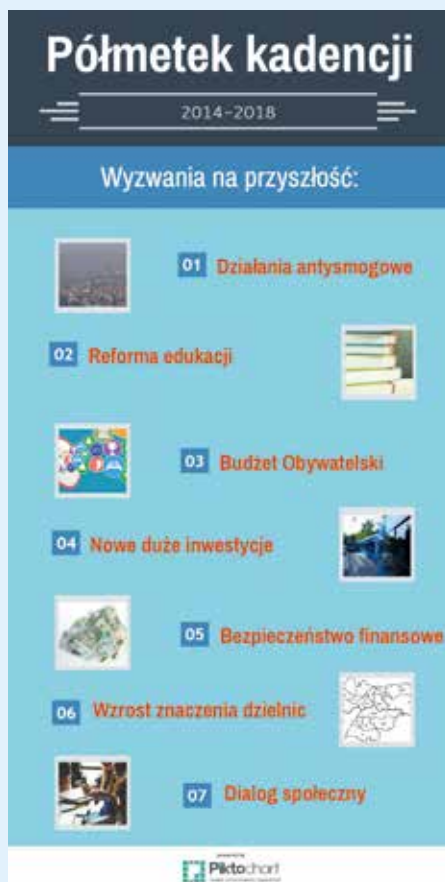 Półmetek kadencji
2014–2018
Wyzwania na przyszłość:
01 Działania antysmogowe
02 Reforma edukacji
03 Budżet Obywatelski
04 Nowe duże inwestycje
05 Bezpieczeństwo finansowe
06 Wzrost znaczenia dzielnic
07 Dialog społeczny
Piktochart